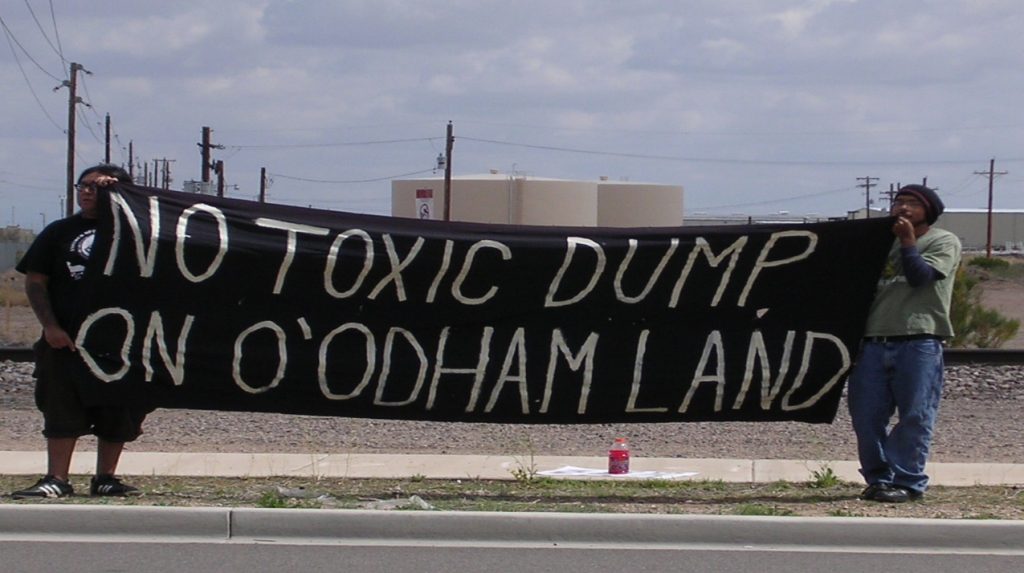 NO TOXIC DUMP
ON O'ODHAM LAND